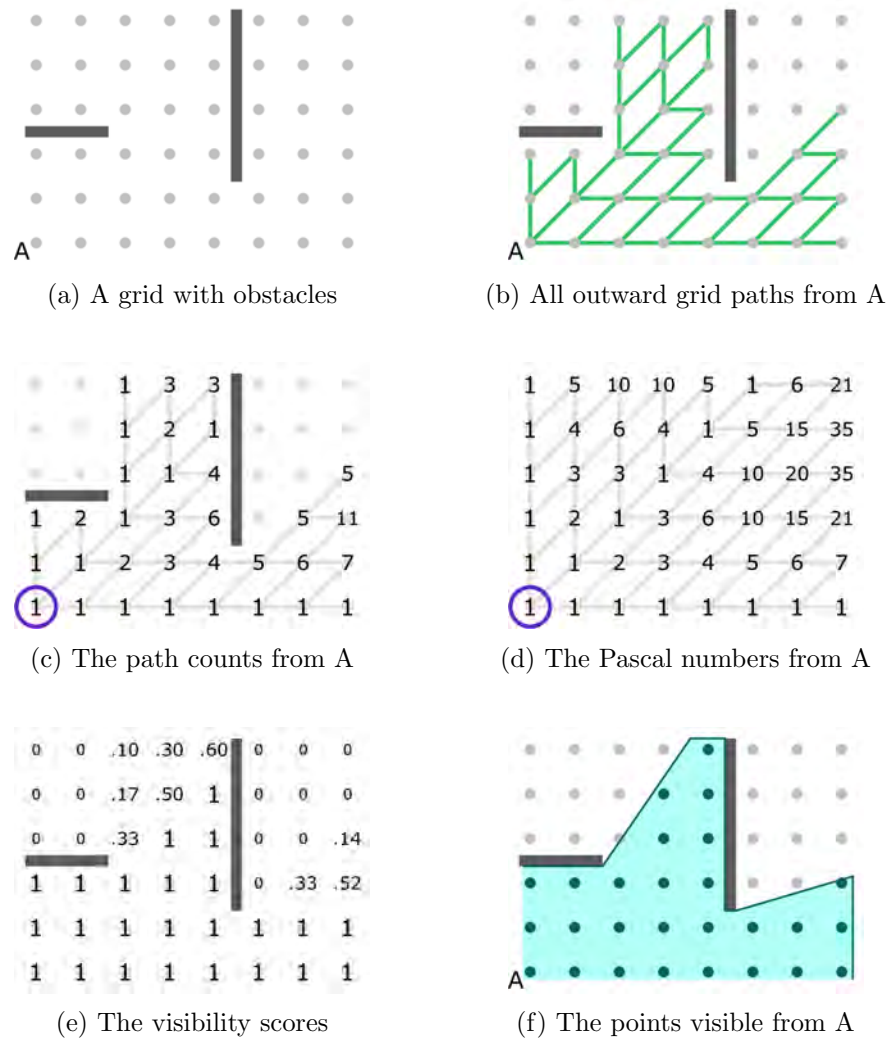 A
A
(a) A grid with obstacles
(b) All outward grid paths from A
1 3 3
1 2 1
1 1 4 5
1 2 1 3 6 5 11
1 1 2 3 4 5 6 7
1 1 1 1 1 1 1 1
1 5 10 10 5 1 6 21
1 4 6 4 1 5 15 35
1 3 3 1 4 10 20 35
1 2 1 3 6 10 15 21
1 1 2 3 4 5 6 7
1 1 1 1 1 1 1 1
(c) The path counts from A
(d) The Pascal numbers from A
0 0 .10 .30 .60 0 0 0
0 0 .17 .50 1 0 0 0
0 0 .33 1 1 0 0 .14
1 1 1 1 1 0 .33 .52
1 1 1 1 1 1 1 1
1 1 1 1 1 1 1 1
A
(e) The visibility scores
(f) The points visible from A